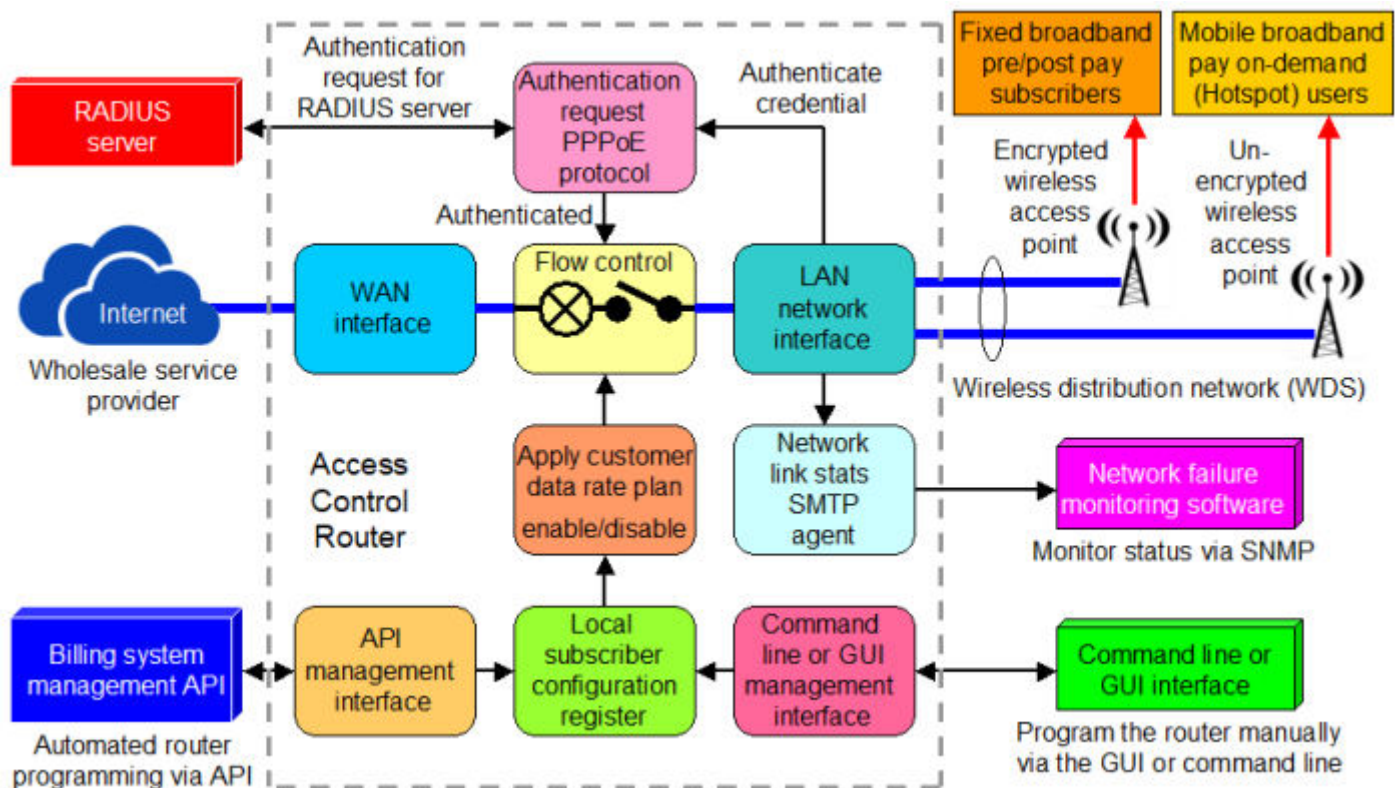 Authentication
request for
RADIUS server
RADIUS
server
Authentication
request
PPPoE
protocol
Authenticate
credential
Fixed broadband
pre/post pay
subscribers
Mobile broadband
pay on-demand
(Hotspot) users
Encrypted
wireless
access
point
Un-
encrypted
wireless
access
point
Authenticated
Internet
Wholesale service
provider
WAN
interface
Flow control
LAN
network
interface
Wireless distribution network (WDS)
Access
Control
Router
Apply customer
data rate plan
enable/disable
Network
link stats
SMTP
agent
Network failure
monitoring software
Monitor status via SNMP
Billing system
management API
Automated router
programming via API
API
management
interface
Local
subscriber
configuration
register
Command
line or GUI
management
interface
Command line or
GUI interface
Program the router manually
via the GUI or command line